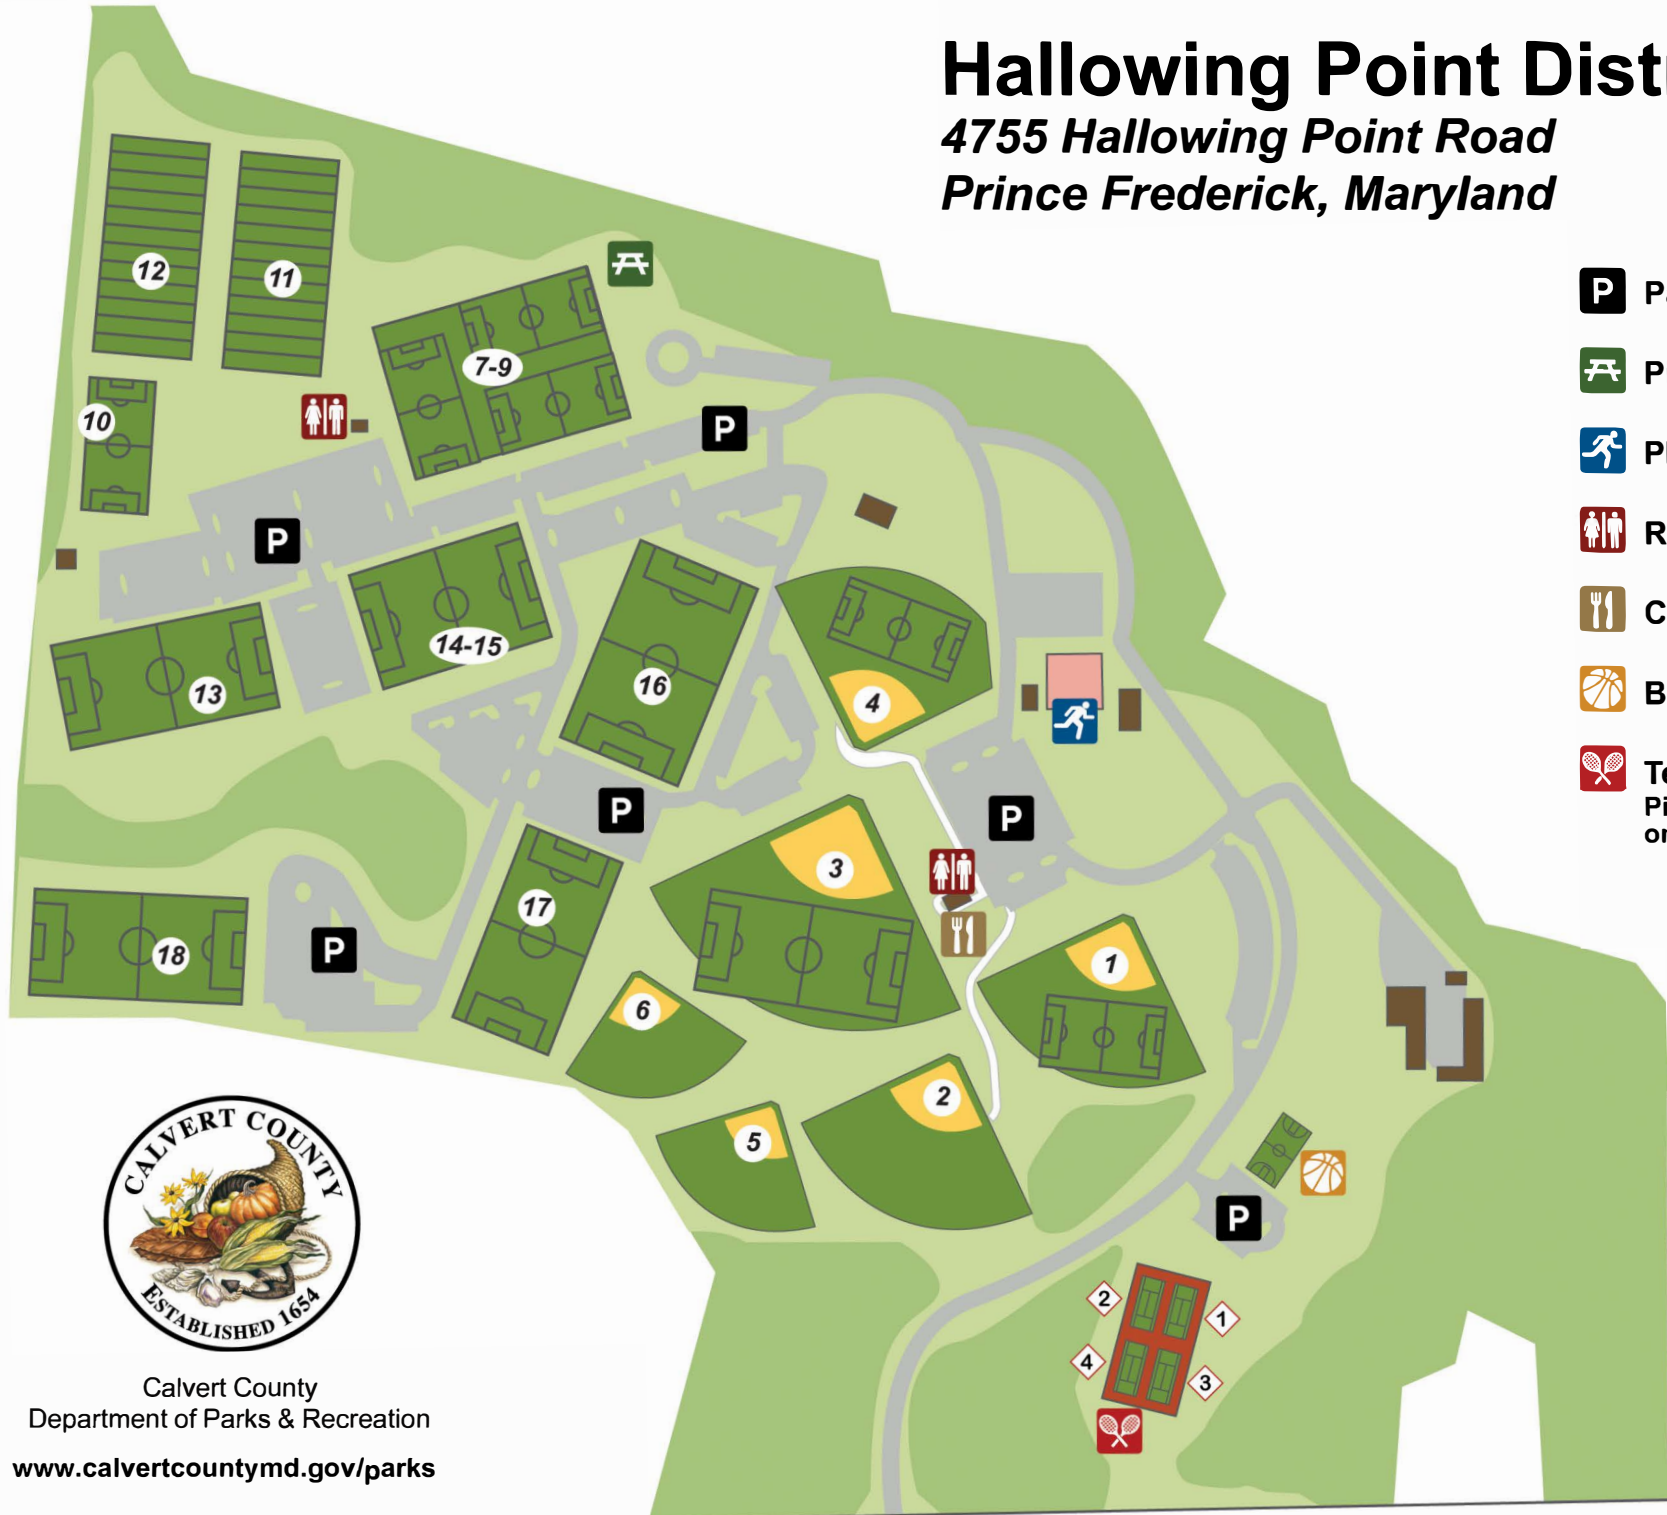 Hallowing Point
4755 Hallowing Point Road
Prince Frederick, Maryland
12
11
7-9
10
P
P
P
14-15
13
16
4
P
P
P
3
17
18
P
1
6
2
5
P
2
1
4
3
CALVERT COUNTY
ESTABLISHED 1654
Calvert County
Department of Parks & Recreation
www.calvertcountymd.gov/parks